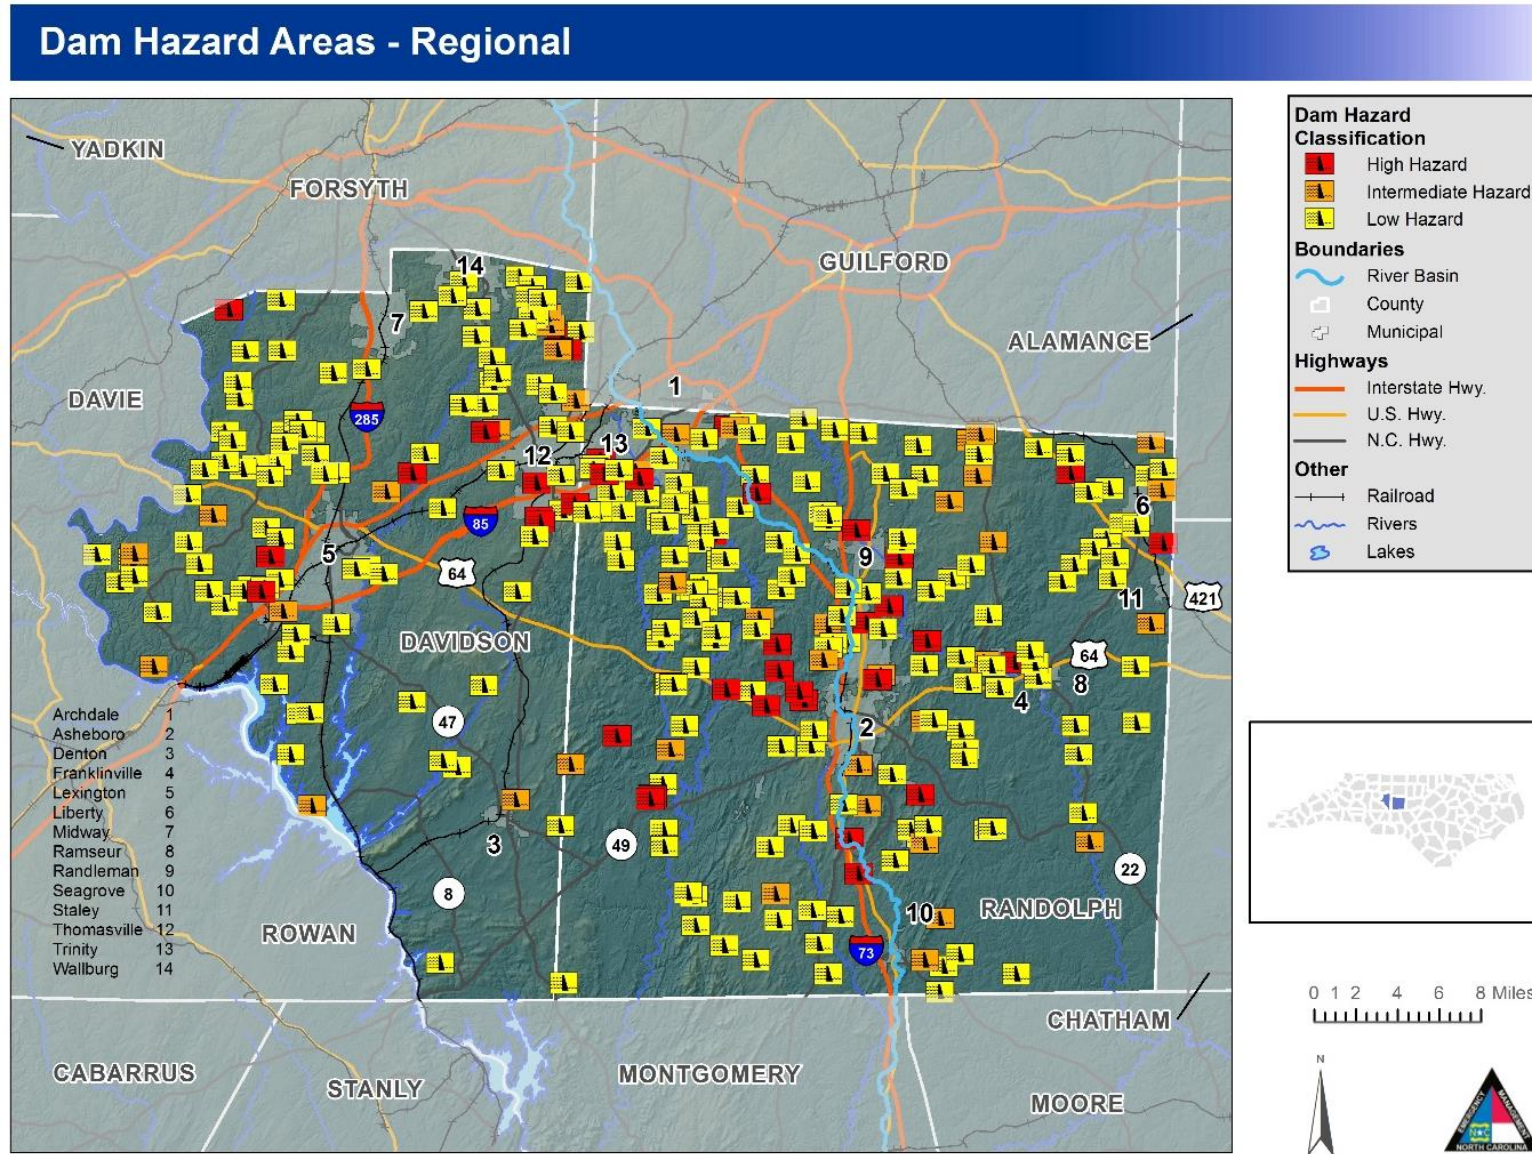 Dam Hazard Areas - Regional
YADKIN
FORSYTH
GUILFORD
ALAMANCE
DAVIE
14
7
1
285
13
12
6
85
5
9
64
11
421
DAVIDSON
64
4
8
47
2
3
49
22
8
10
RANDOLPH
ROWAN
73
CHATHAM
CABARRUS
STANLY
MONTGOMERY
MOORE
Archdale 1
Asheboro 2
Denton 3
Franklinville 4
Lexington 5
Liberty 6
Midway 7
Ramseur 8
Randleman 9
Seagrove 10
Staley 11
Thomasville 12
Trinity 13
Wallburg 14
Dam Hazard
Classification
High Hazard
Intermediate Hazard
Low Hazard
Boundaries
River Basin
County
Municipal
Highways
Interstate Hwy.
U.S. Hwy.
N.C. Hwy.
Other
Railroad
Rivers
Lakes
0 1 2 4 6 8 Miles
N
EMERGENCY
MANAGEMENT
N C
NORTH CAROLINA